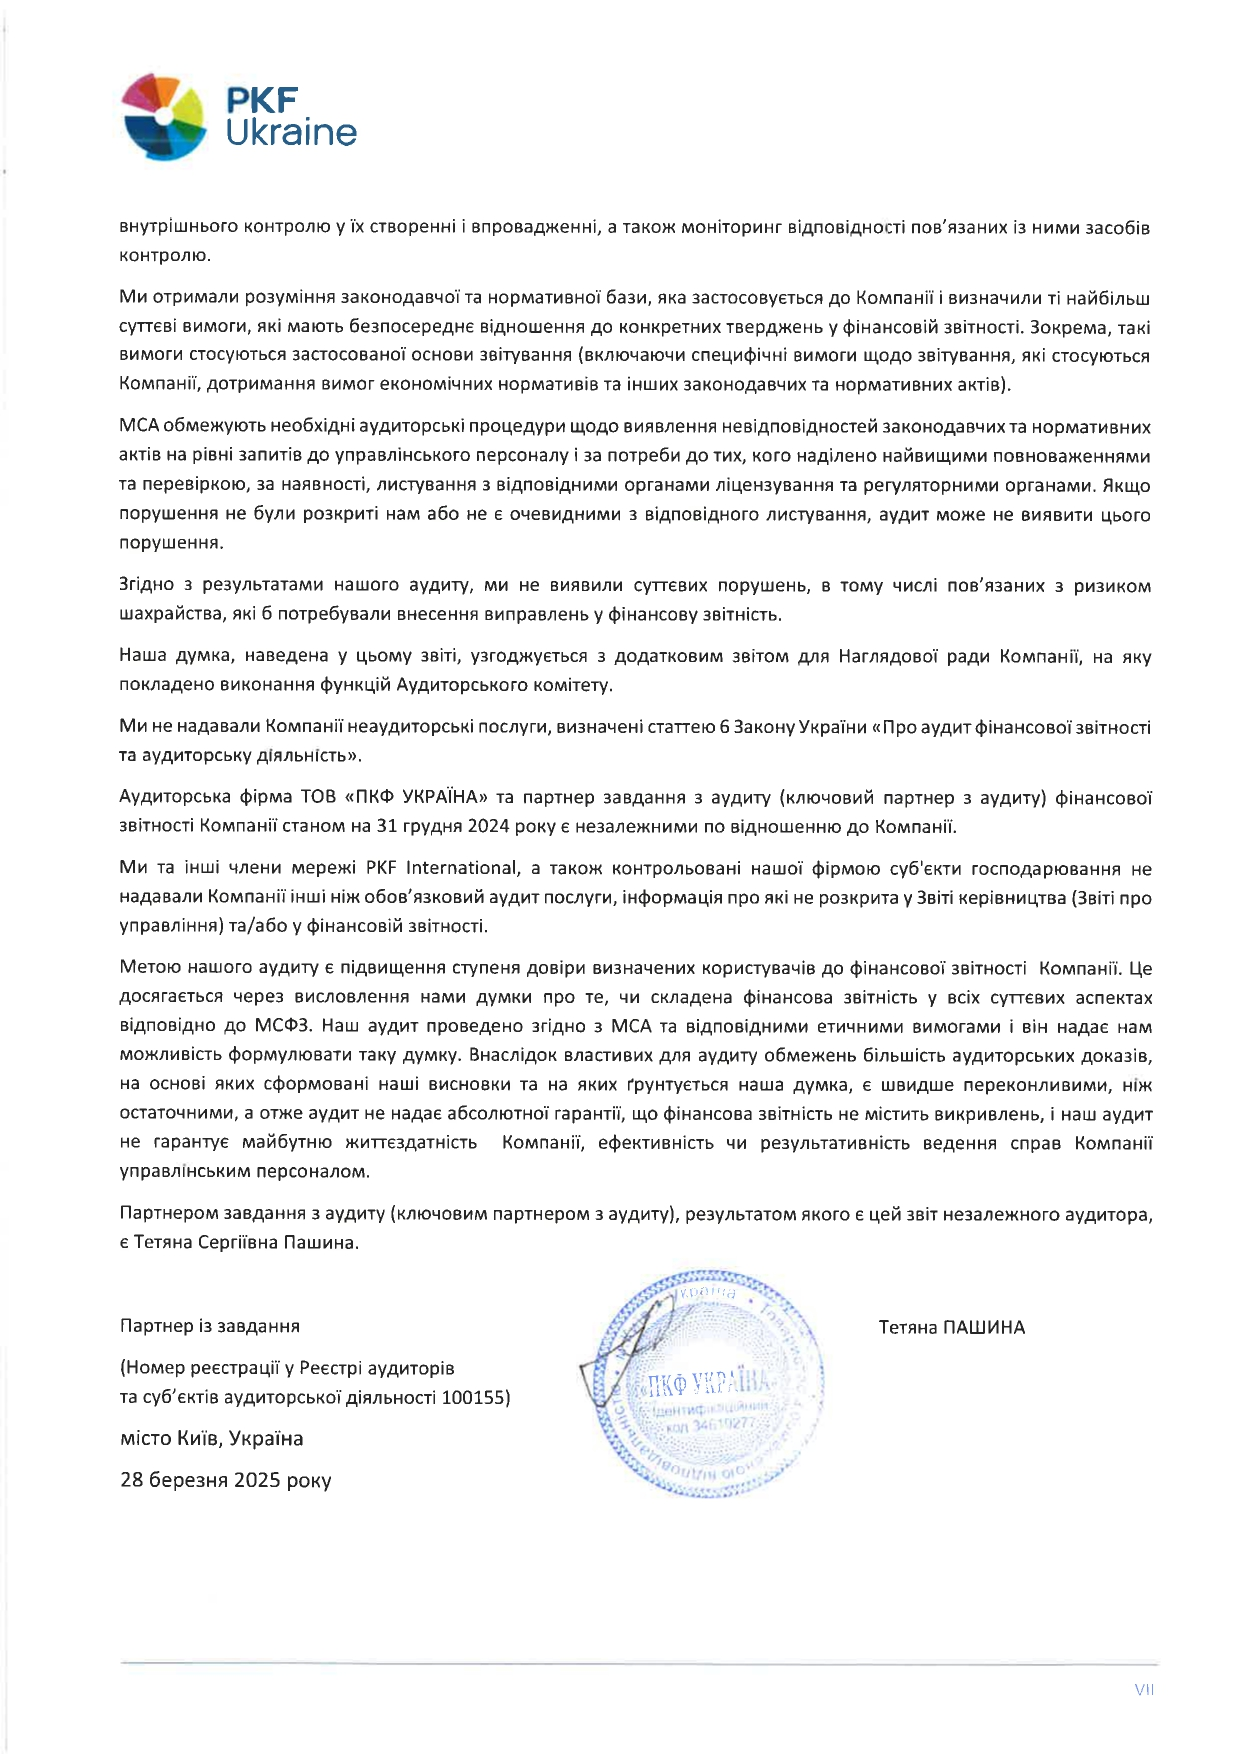 PKF
Ukraine
внутрішнього контролю у їх створенні і впровадженні, а також моніторинг відповідності пов’язаних із ними засобів
контролю.
Ми отримали розуміння законодавчої та нормативної бази, яка застосовується до Компанії і визначили ті найбільш
суттєві вимоги, які мають безпосереднє відношення до конкретних тверджень у фінансовій звітності. Зокрема, такі
вимоги стосуються застосованої основи звітування (включаючи специфічні вимоги щодо звітування, які стосуються
Компанії, дотримання вимог економічних нормативів та інших законодавчих та нормативних актів).
МСА обмежують необхідні аудиторські процедури щодо виявлення невідповідностей законодавчих та нормативних
актів на рівні запитів до управлінського персоналу і за потреби до тих, кого наділено найвищими повноваженнями
та перевіркою, за наявності, листування з відповідними органами ліцензування та регуляторними органами. Якщо
порушення не були розкриті нам або не є очевидними з відповідного листування, аудит може не виявити цього
порушення.
Згідно з результатами нашого аудиту, ми не виявили суттєвих порушень, в тому числі пов’язаних з ризиком
шахрайства, які б потребували внесення виправлень у фінансову звітність.
Наша думка, наведена у цьому звіті, узгоджується з додатковим звітом для Наглядової ради Компанії, на яку
покладено виконання функцій Аудиторського комітету.
Ми не надавали Компанії неаудиторські послуги, визначені статтею 6 Закону України «Про аудит фінансової звітності
та аудиторську діяльність».
Аудиторська фірма ТОВ «ПКФ УКРАЇНА» та партнер завдання з аудиту (ключовий партнер з аудиту) фінансової
звітності Компанії станом на 31 грудня 2024 року є незалежними по відношенню до Компанії.
Ми та інші члени мережі PKF International, а також контрольовані нашої фірмою суб'єкти господарювання не
надавали Компанії інші ніж обов’язковий аудит послуги, інформація про які не розкрита у Звіті керівництва (Звіті про
управління) та/або у фінансовій звітності.
Метою нашого аудиту є підвищення ступеня довіри визначених користувачів до фінансової звітності Компанії. Це
досягається через висловлення нами думки про те, чи складена фінансова звітність у всіх суттєвих аспектах
відповідно до МСФЗ. Наш аудит проведено згідно з МСА та відповідними етичними вимогами і він надає нам
можливість формулювати таку думку. Внаслідок властивих для аудиту обмежень більшість аудиторських доказів,
на основі яких сформовані наші висновки та на яких ґрунтується наша думка, є швидше переконливими, ніж
остаточними, а отже аудит не надає абсолютної гарантії, що фінансова звітність не містить викривлень, і наш аудит
не гарантує майбутню життєздатність Компанії, ефективність чи результативність ведення справ Компанії
управлінським персоналом.
Партнером завдання з аудиту (ключовим партнером з аудиту), результатом якого є цей звіт незалежного аудитора,
є Тетяна Сергіївна Пашина.
Партнер із завдання
Тетяна ПАШИНА
(Номер реєстрації у Реєстрі аудиторів
та суб’єктів аудиторської діяльності 100155)
Україна
«ПКФ УКРАЇНА»
Ідентифікаційний
код 34619277
місто Київ, Україна
28 березня 2025 року
VII